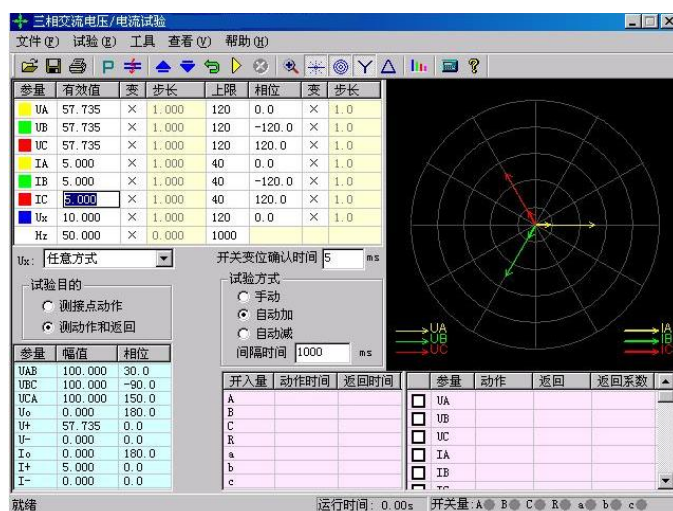 三相交流电压/电流试验
文件(F) 试验(E) 工具 查看(V) 帮助(H)
参量 有效值 变 步长 上限 相位 变 步长
UA 57.735 × 1.000 120 0.0 × 1.0
UB 57.735 × 1.000 120 -120.0 × 1.0
UC 57.735 × 1.000 120 120.0 × 1.0
IA 5.000 × 1.000 40 0.0 × 1.0
IB 5.000 × 1.000 40 -120.0 × 1.0
IC 5.000 × 1.000 40 120.0 × 1.0
Ux 10.000 × 1.000 120 0.0 × 1.0
Hz 50.000 × 0.000 1000
Ux: 任意方式 开关变位确认时间 5 ms
试验目的
测接点动作
测动作和返回
试验方式
手动
自动加
自动减
间隔时间 1000 ms
UA
UB
UC
IA
IB
IC
参量 幅值 相位
UAB 100.000 30.0
UBC 100.000 -90.0
UCA 100.000 150.0
Uo 0.000 180.0
U+ 57.735 0.0
U- 0.000 0.0
Io 0.000 180.0
I+ 5.000 0.0
I- 0.000 0.0
开入量 动作时间 返回时间
A
B
C
R
a
b
c
参量 动作 返回 返回系数
UA
UB
UC
IA
IB
就绪 运行时间: 0.00s 开关量:A B C R a b c